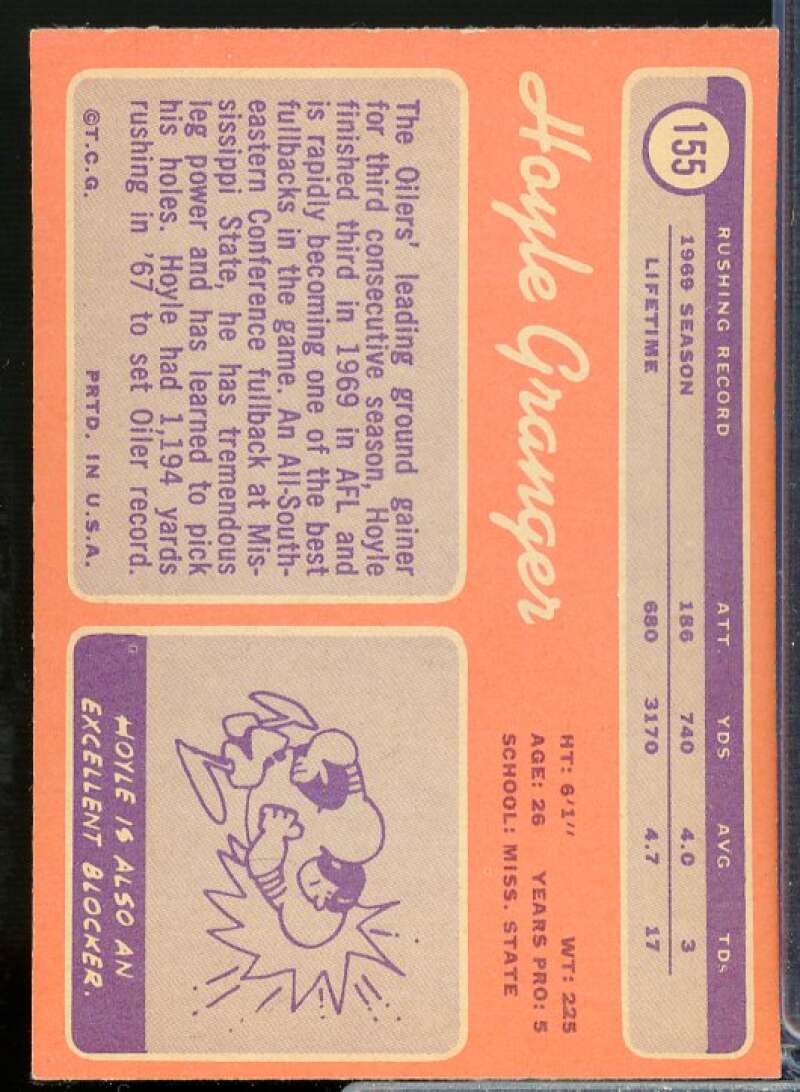 155
RUSHING RECORD ATT. YDS AVG TDs
1969 SEASON 186 740 4.0 3
LIFETIME 680 3170 4.7 17
Hoyle Granger
HT: 6'1" WT: 225
AGE: 26 YEARS PRO: 5
SCHOOL: MISS. STATE
The Oilers' leading ground gainer
for third consecutive season, Hoyle
finished third in 1969 in AFL and
is rapidly becoming one of the best
fullbacks in the game. An All-South-
eastern Conference fullback at Mis-
sissippi State, he has tremendous
leg power and has learned to pick
his holes. Hoyle had 1,194 yards
rushing in '67 to set Oiler record.
©T.C.G. PRTD. IN U.S.A.
HOYLE IS ALSO AN
EXCELLENT BLOCKER.